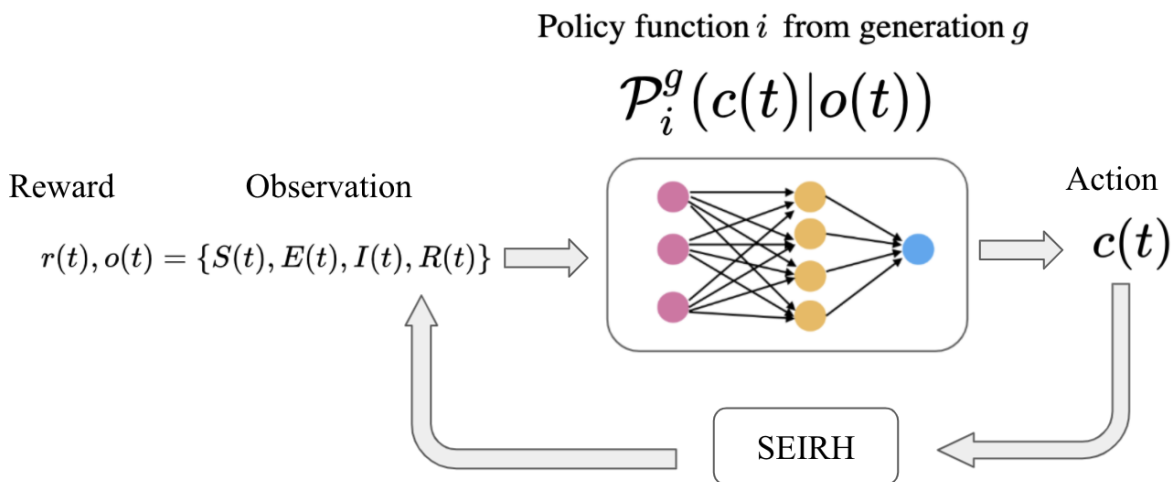 Policy function i from generation g
𝒫ᵢᵍ(c(t)|o(t))
Reward
Observation
Action
r(t), o(t) = {S(t), E(t), I(t), R(t)}
c(t)
SEIRH